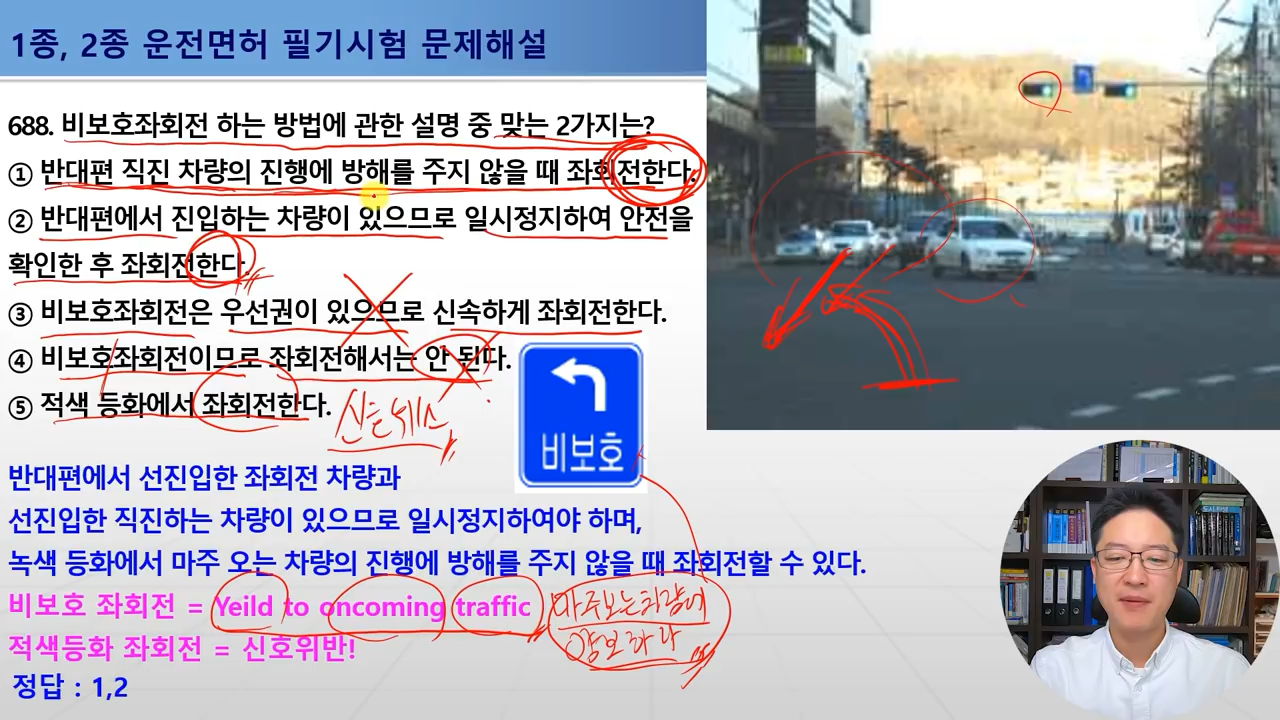 1종, 2종 운전면허 필기시험 문제해설
688. 비보호좌회전 하는 방법에 관한 설명 중 맞는 2가지는?
① 반대편 직진 차량의 진행에 방해를 주지 않을 때 좌회전한다.
② 반대편에서 진입하는 차량이 있으므로 일시정지하여 안전을
확인한 후 좌회전한다.
③ 비보호좌회전은 우선권이 있으므로 신속하게 좌회전한다.
④ 비보호좌회전이므로 좌회전해서는 안 된다.
⑤ 적색 등화에서 좌회전한다.
비보호
반대편에서 선진입한 좌회전 차량과
선진입한 직진하는 차량이 있으므로 일시정지하여야 하며,
녹색 등화에서 마주 오는 차량의 진행에 방해를 주지 않을 때 좌회전할 수 있다.
비보호 좌회전 = Yeild to oncoming traffic
마주보는차량에
양보하라
적색등화 좌회전 = 신호위반!
정답 : 1,2